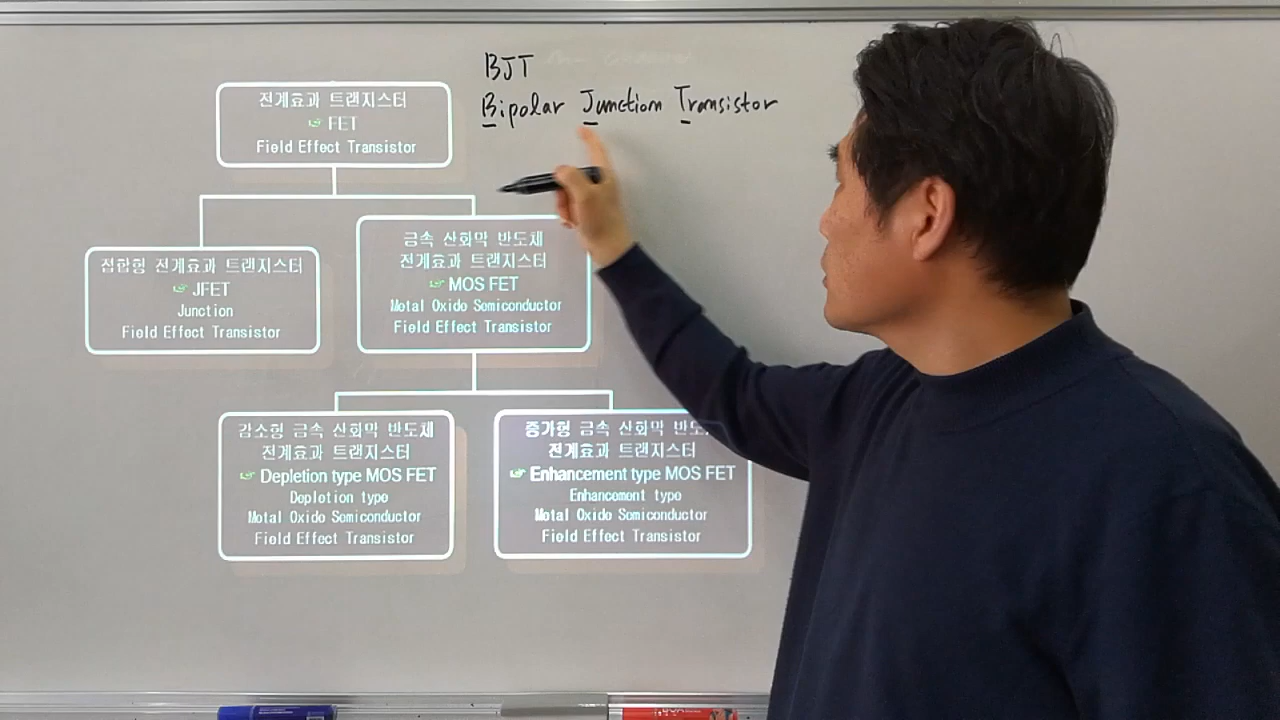 BJT
Bipolar Junction Transistor
전계효과 트랜지스터
☞ FET
Field Effect Transistor
접합형 전계효과 트랜지스터
☞ JFET
Junction
Field Effect Transistor
금속 산화막 반도체
전계효과 트랜지스터
☞ MOS FET
Metal Oxide Semiconductor
Field Effect Transistor
감소형 금속 산화막 반도체
전계효과 트랜지스터
☞ Depletion type MOS FET
Depletion type
Metal Oxide Semiconductor
Field Effect Transistor
증가형 금속 산화막
전계효과 트랜지스터
☞ Enhancement type MOS FET
Enhancement type
Metal Oxide Semiconductor
Field Effect Transistor